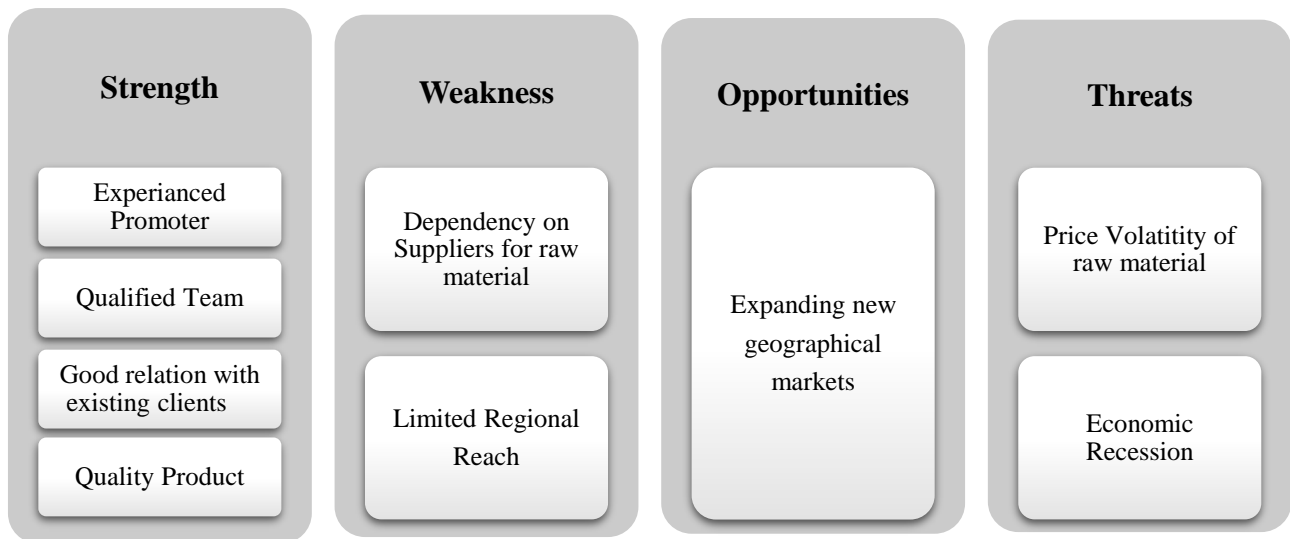 Strength
Experianced
Promoter
Qualified Team
Good relation with
existing clients
Quality Product
Weakness
Dependency on
Suppliers for raw
material
Limited Regional
Reach
Opportunities
Expanding new
geographical
markets
Threats
Price Volatitity of
raw material
Economic
Recession